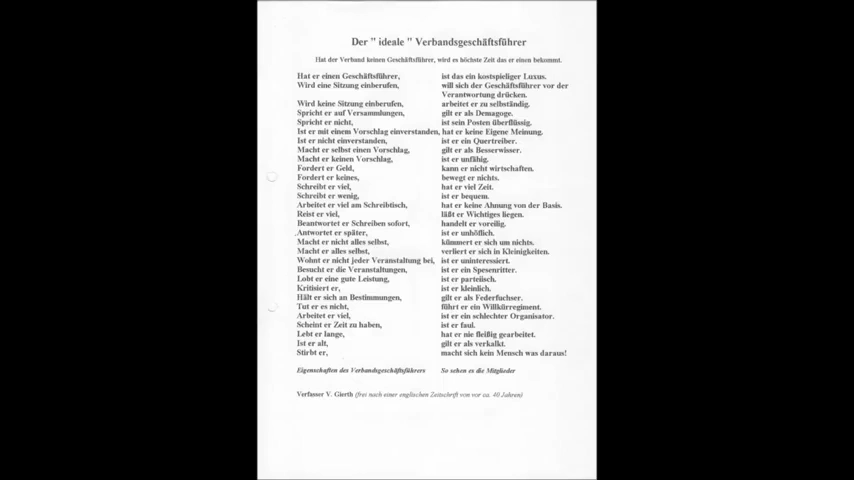 Der " ideale " Verbandsgeschäftsführer
Hat der Verband keinen Geschäftsführer, wird es höchste Zeit das er einen bekommt.
Hat er einen Geschäftsführer, ist das ein kostspieliger Luxus.
Wird eine Sitzung einberufen, will sich der Geschäftsführer vor der
Verantwortung drücken.
Wird keine Sitzung einberufen, arbeitet er zu selbständig.
Spricht er auf Versammlungen, gilt er als Demagoge.
Spricht er nicht, ist sein Posten überflüssig.
Ist er mit einem Vorschlag einverstanden, hat er keine Eigene Meinung.
Ist er nicht einverstanden, ist er ein Quertreiber.
Macht er selbst einen Vorschlag, gilt er als Besserwisser.
Macht er keinen Vorschlag, ist er unfähig.
Fordert er Geld, kann er nicht wirtschaften.
Fordert er keines, bewegt er nichts.
Schreibt er viel, hat er viel Zeit.
Schreibt er wenig, ist er bequem.
Arbeitet er viel am Schreibtisch, hat er keine Ahnung von der Basis.
Reist er viel, läßt er Wichtiges liegen.
Beantwortet er Schreiben sofort, handelt er voreilig.
Antwortet er später, ist er unhöflich.
Macht er nicht alles selbst, kümmert er sich um nichts.
Macht er alles selbst, verliert er sich in Kleinigkeiten.
Wohnt er nicht jeder Veranstaltung bei, ist er uninteressiert.
Besucht er die Veranstaltungen, ist er ein Spesenritter.
Lobt er eine gute Leistung, ist er parteiisch.
Kritisiert er, ist er kleinlich.
Hält er sich an Bestimmungen, gilt er als Federfuchser.
Tut er es nicht, führt er ein Willkürregiment.
Arbeitet er viel, ist er ein schlechter Organisator.
Scheint er Zeit zu haben, ist er faul.
Lebt er lange, hat er nie fleißig gearbeitet.
Ist er alt, gilt er als verkalkt.
Stirbt er, macht sich kein Mensch was daraus!
Eigenschaften des Verbandsgeschäftsführers So sehen es die Mitglieder
Verfasser V. Gierth (frei nach einer englischen Zeitschrift von vor ca. 40 Jahren)